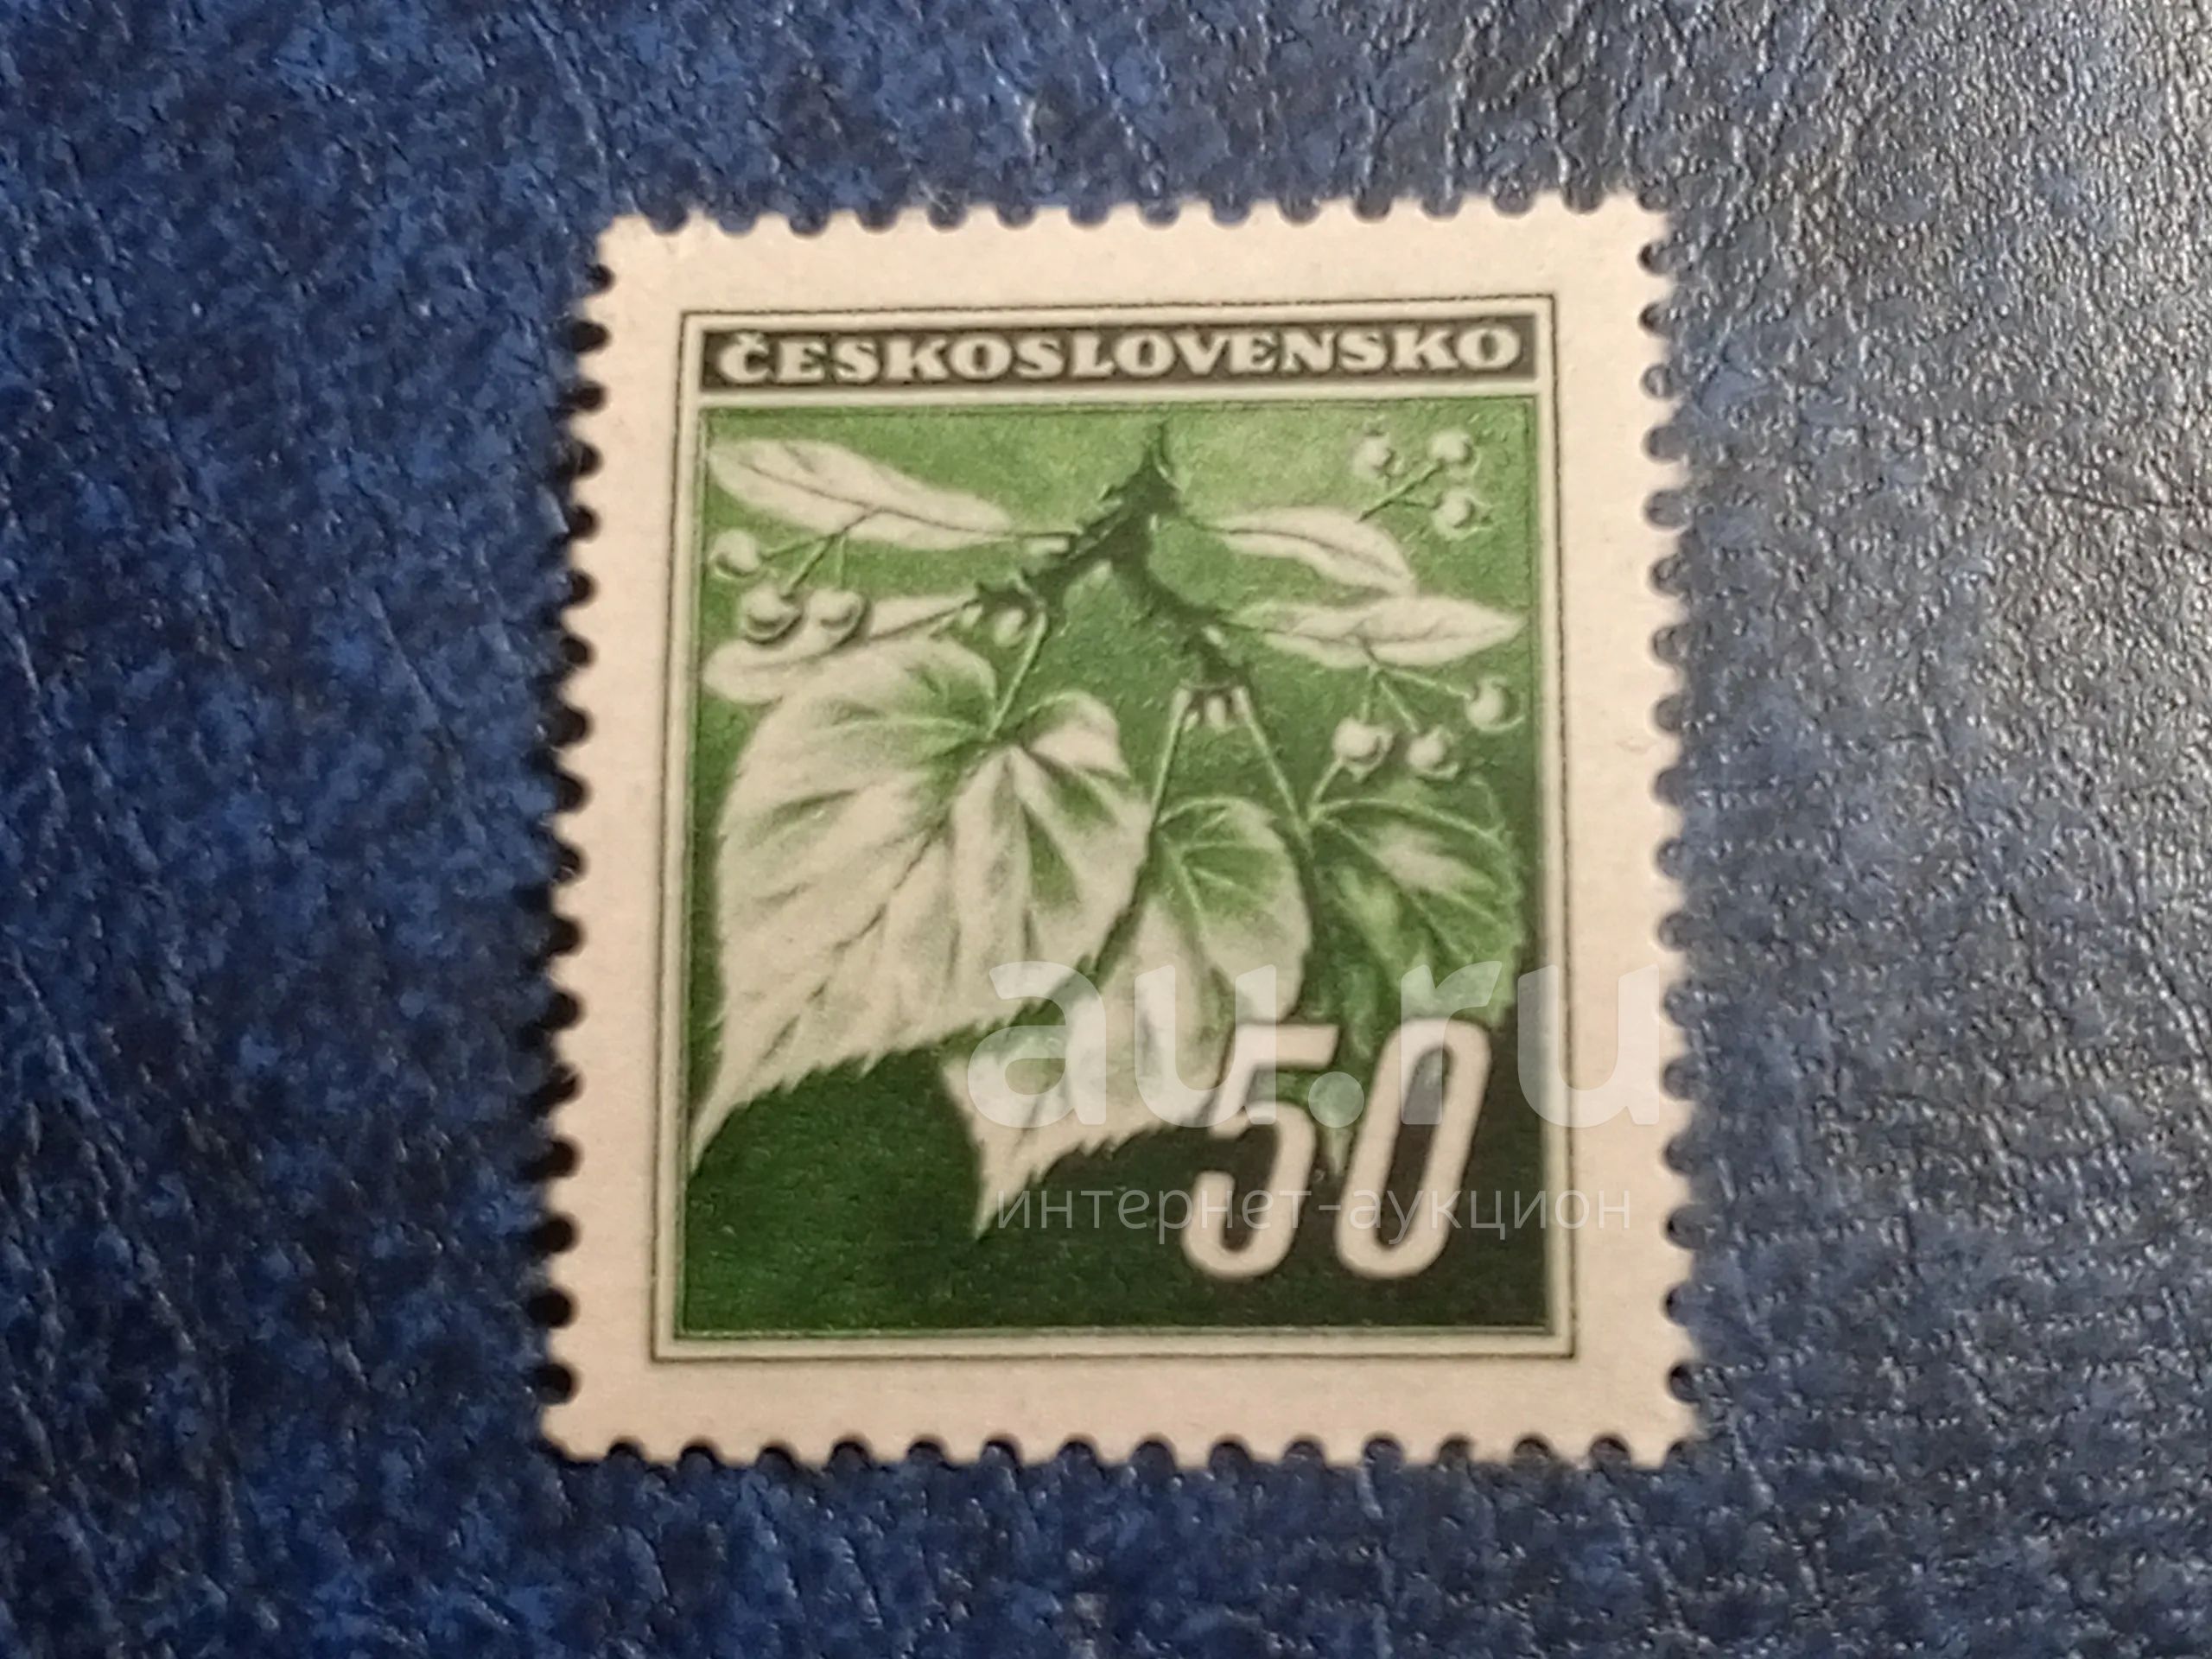 ČESKOSLOVENSKO
au.ru
50
интернет-аукцион